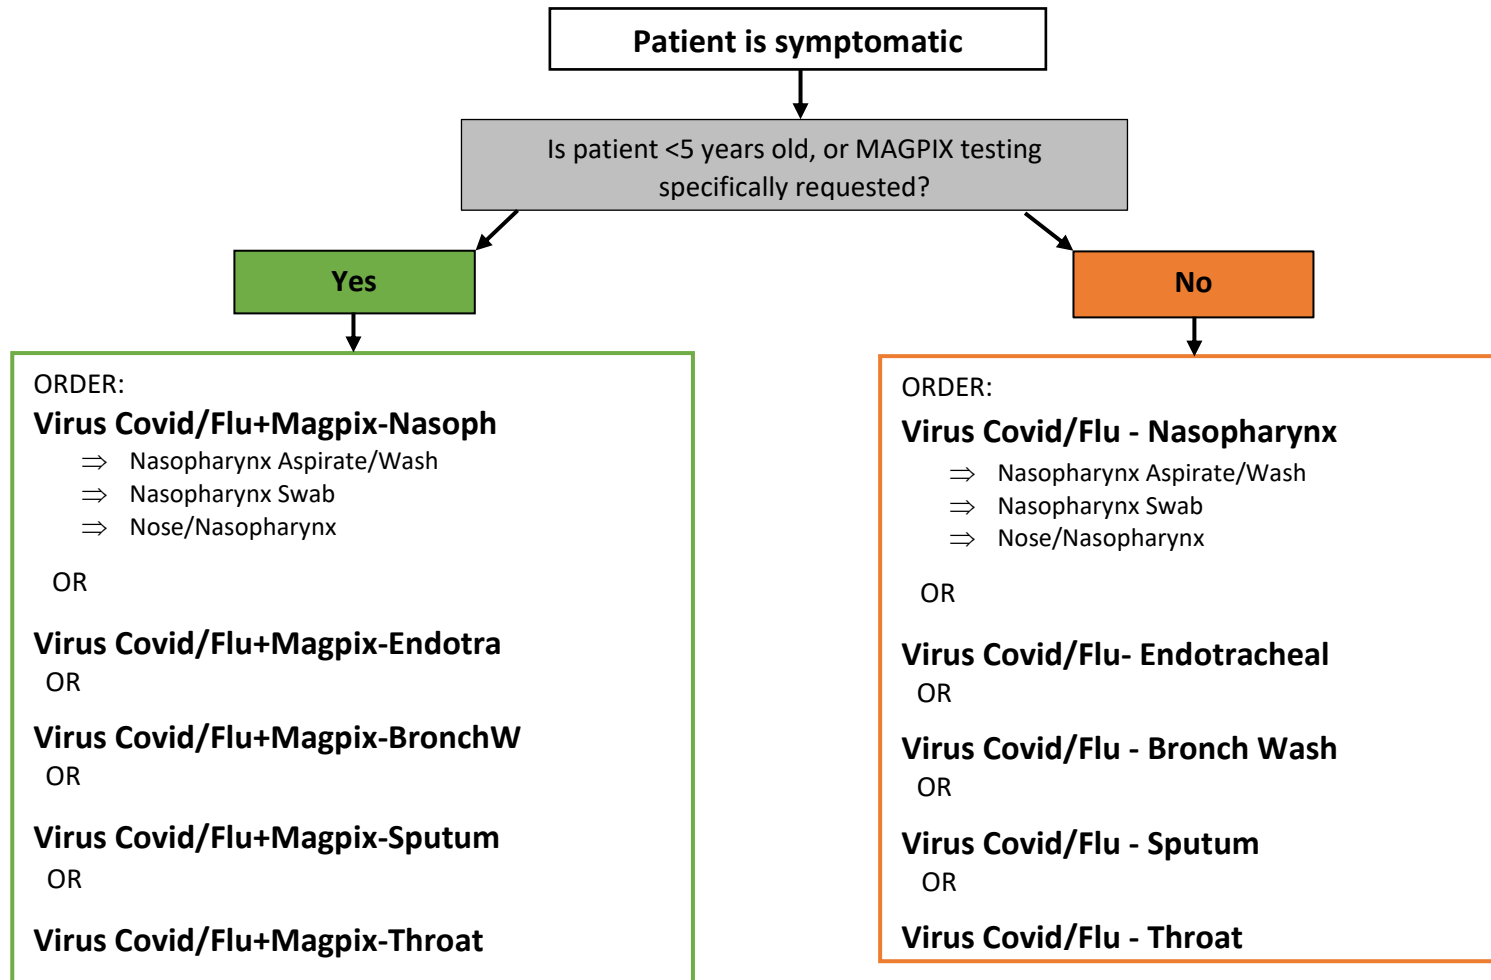 Patient is symptomatic
Is patient <5 years old, or MAGPIX testing
specifically requested?
Yes
No
ORDER:
Virus Covid/Flu+Magpix-Nasoph
⇒ Nasopharynx Aspirate/Wash
⇒ Nasopharynx Swab
⇒ Nose/Nasopharynx
OR
Virus Covid/Flu+Magpix-Endotra
OR
Virus Covid/Flu+Magpix-BronchW
OR
Virus Covid/Flu+Magpix-Sputum
OR
Virus Covid/Flu+Magpix-Throat
ORDER:
Virus Covid/Flu - Nasopharynx
⇒ Nasopharynx Aspirate/Wash
⇒ Nasopharynx Swab
⇒ Nose/Nasopharynx
OR
Virus Covid/Flu- Endotracheal
OR
Virus Covid/Flu - Bronch Wash
OR
Virus Covid/Flu - Sputum
OR
Virus Covid/Flu - Throat